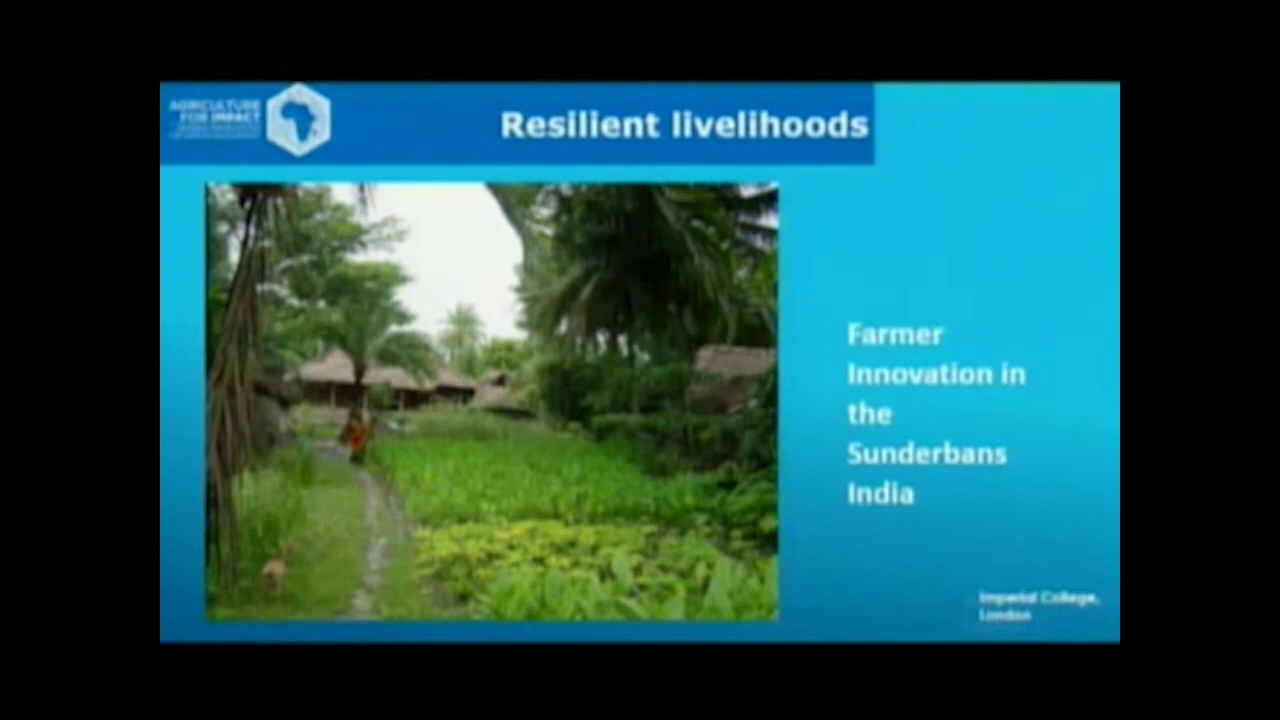 AGRICULTURE
FOR IMPACT
Resilient livelihoods
Farmer
Innovation in
the
Sunderbans
India
Imperial College,
London